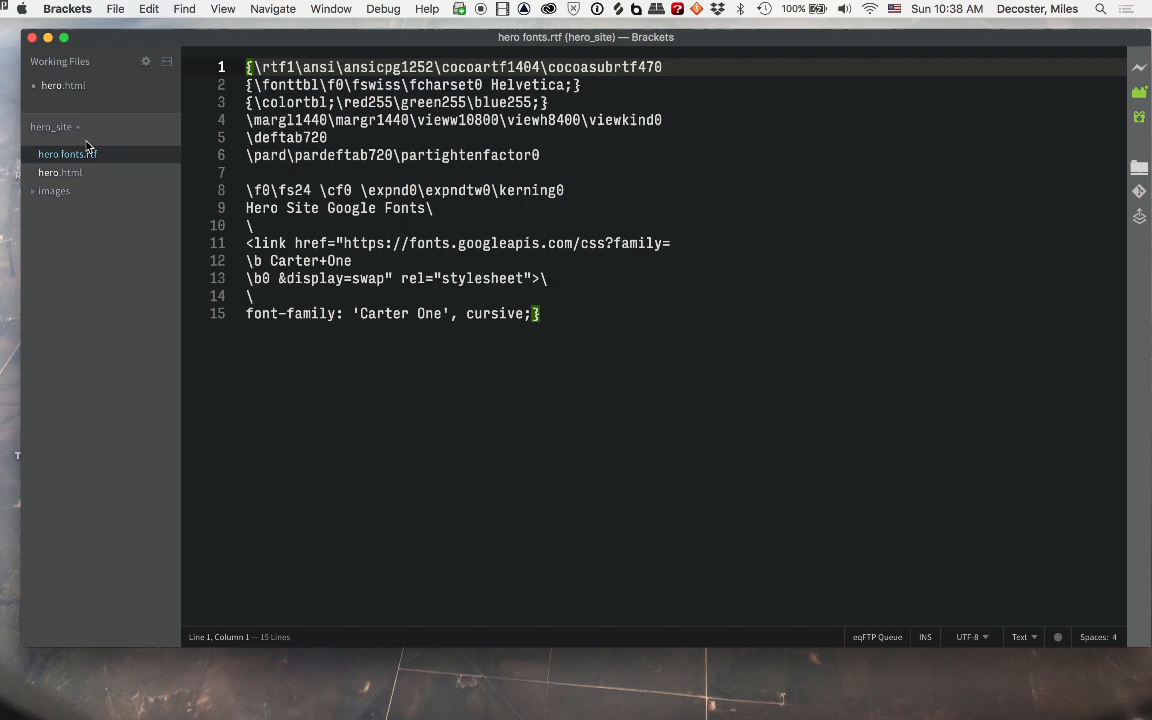 Brackets File Edit Find View Navigate Window Debug Help 100% Sun 10:38 AM Decoster, Miles
hero fonts.rtf (hero_site) — Brackets
Working Files
hero.html
hero_site
hero fonts.rtf
hero.html
images
1 {\rtf1\ansi\ansicpg1252\cocoartf1404\cocoasubrtf470
2 {\fonttbl\f0\fswiss\fcharset0 Helvetica;}
3 {\colortbl;\red255\green255\blue255;}
4 \margl1440\margr1440\vieww10800\viewh8400\viewkind0
5 \deftab720
6 \pard\pardeftab720\partightenfactor0
7
8 \f0\fs24 \cf0 \expnd0\expndtw0\kerning0
9 Hero Site Google Fonts\
10 \
11 <link href="https://fonts.googleapis.com/css?family=
12 \b Carter+One
13 \b0 &display=swap" rel="stylesheet">\
14 \
15 font-family: 'Carter One', cursive;}
Line 1, Column 1 — 15 Lines
eqFTP Queue INS UTF-8 Text Spaces: 4